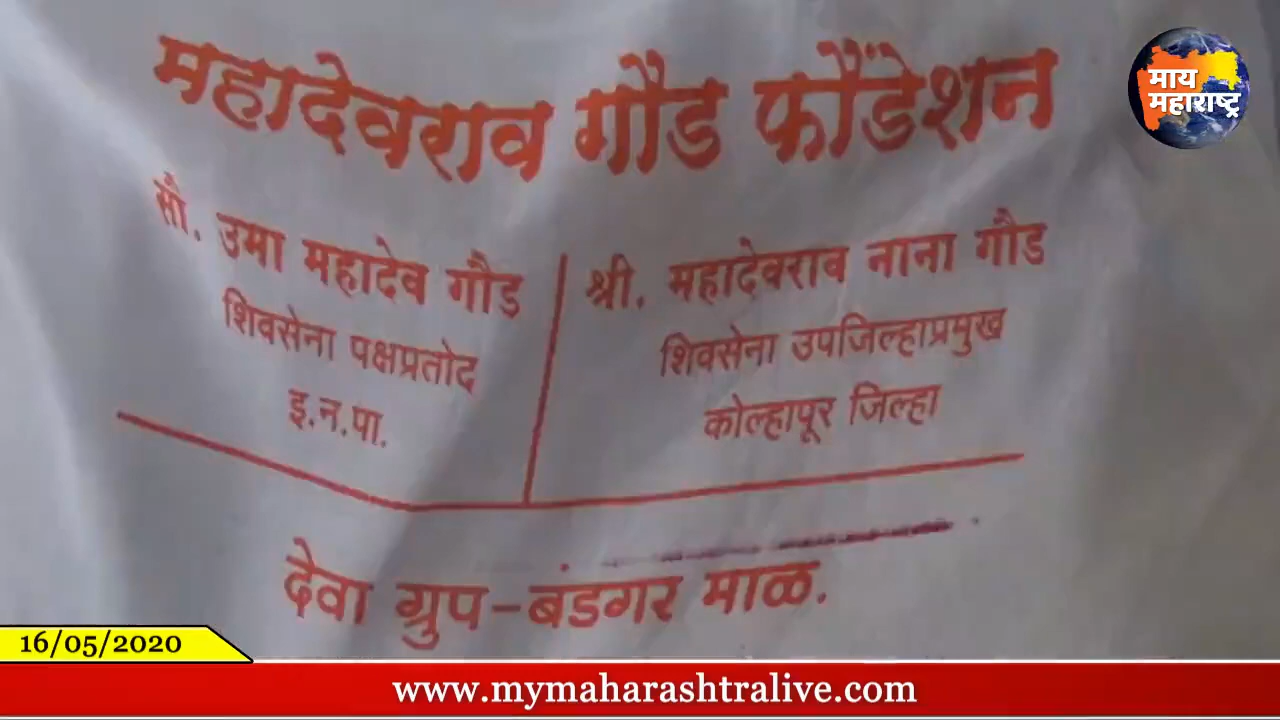 माय
महाराष्ट्र
महादेवराव गौड फौंडेशन
सौ. उमा महादेव गौड
शिवसेना पक्षप्रतोद
इ.न.पा.
श्री. महादेवराव नाना गौड
शिवसेना उपजिल्हाप्रमुख
कोल्हापूर जिल्हा
देवा ग्रुप-बंडगर माळ.
16/05/2020
www.mymaharashtralive.com